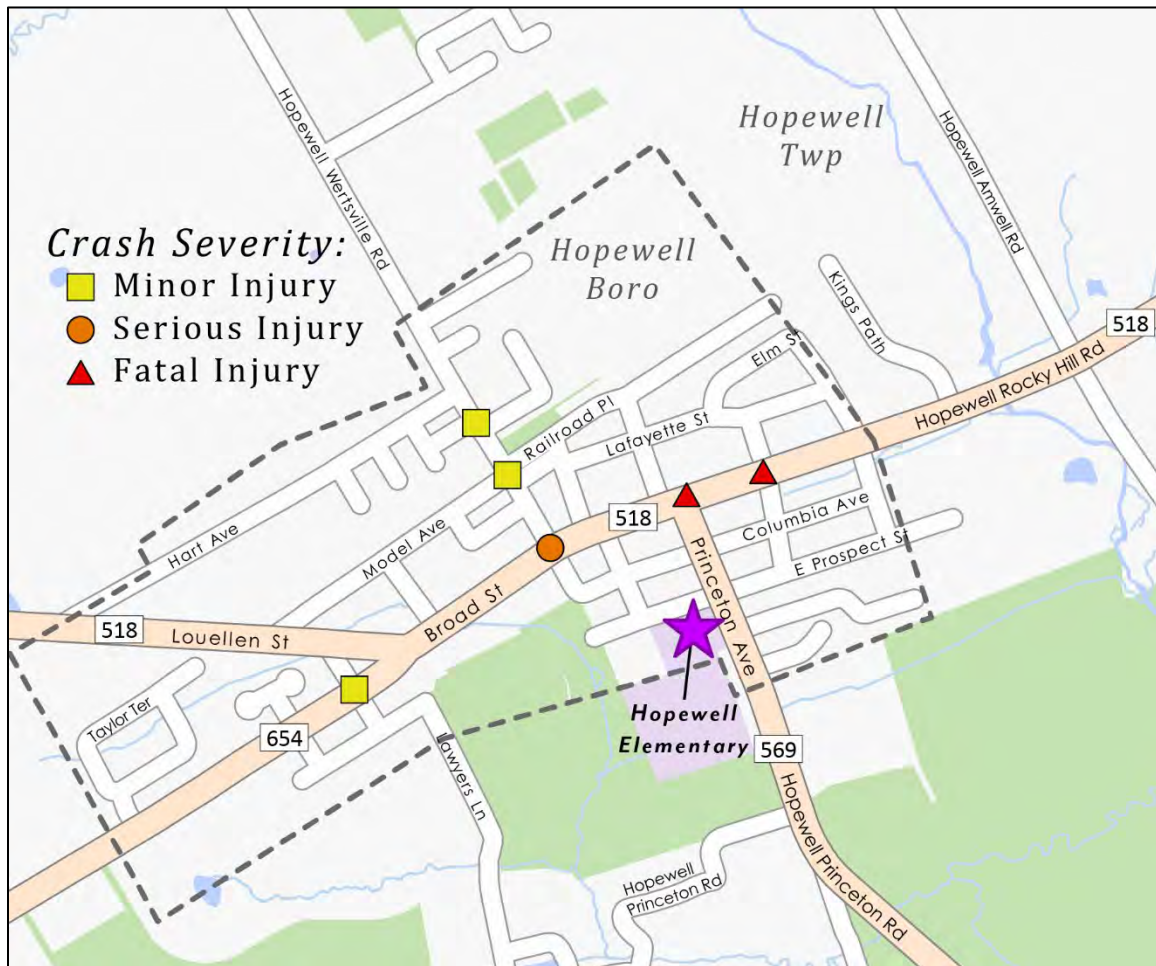 Hopewell
Twp
Hopewell Amwell Rd
Hopewell Wertsville Rd
Crash Severity:
Minor Injury
Serious Injury
Fatal Injury
Hopewell
Boro
Kings Path
518
Hopewell Rocky Hill Rd
Elm St
Railroad Pl
Lafayette St
518
Columbia Ave
E Prospect St
Princeton Ave
Hart Ave
Model Ave
Broad St
518
Louellen St
Taylor Ter
654
Lawyers Ln
Hopewell
Elementary
569
Hopewell Princeton Rd
Hopewell
Princeton Rd